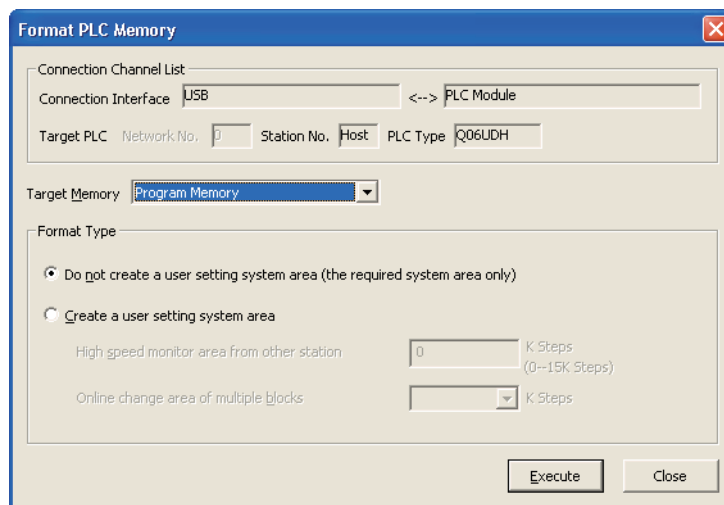 Format PLC Memory
Connection Channel List
Connection Interface USB <--> PLC Module
Target PLC Network No. 0 Station No. Host PLC Type Q06UDH
Target Memory Program Memory
Format Type
Do not create a user setting system area (the required system area only)
Create a user setting system area
High speed monitor area from other station 0 K Steps
(0--15K Steps)
Online change area of multiple blocks K Steps
Execute Close